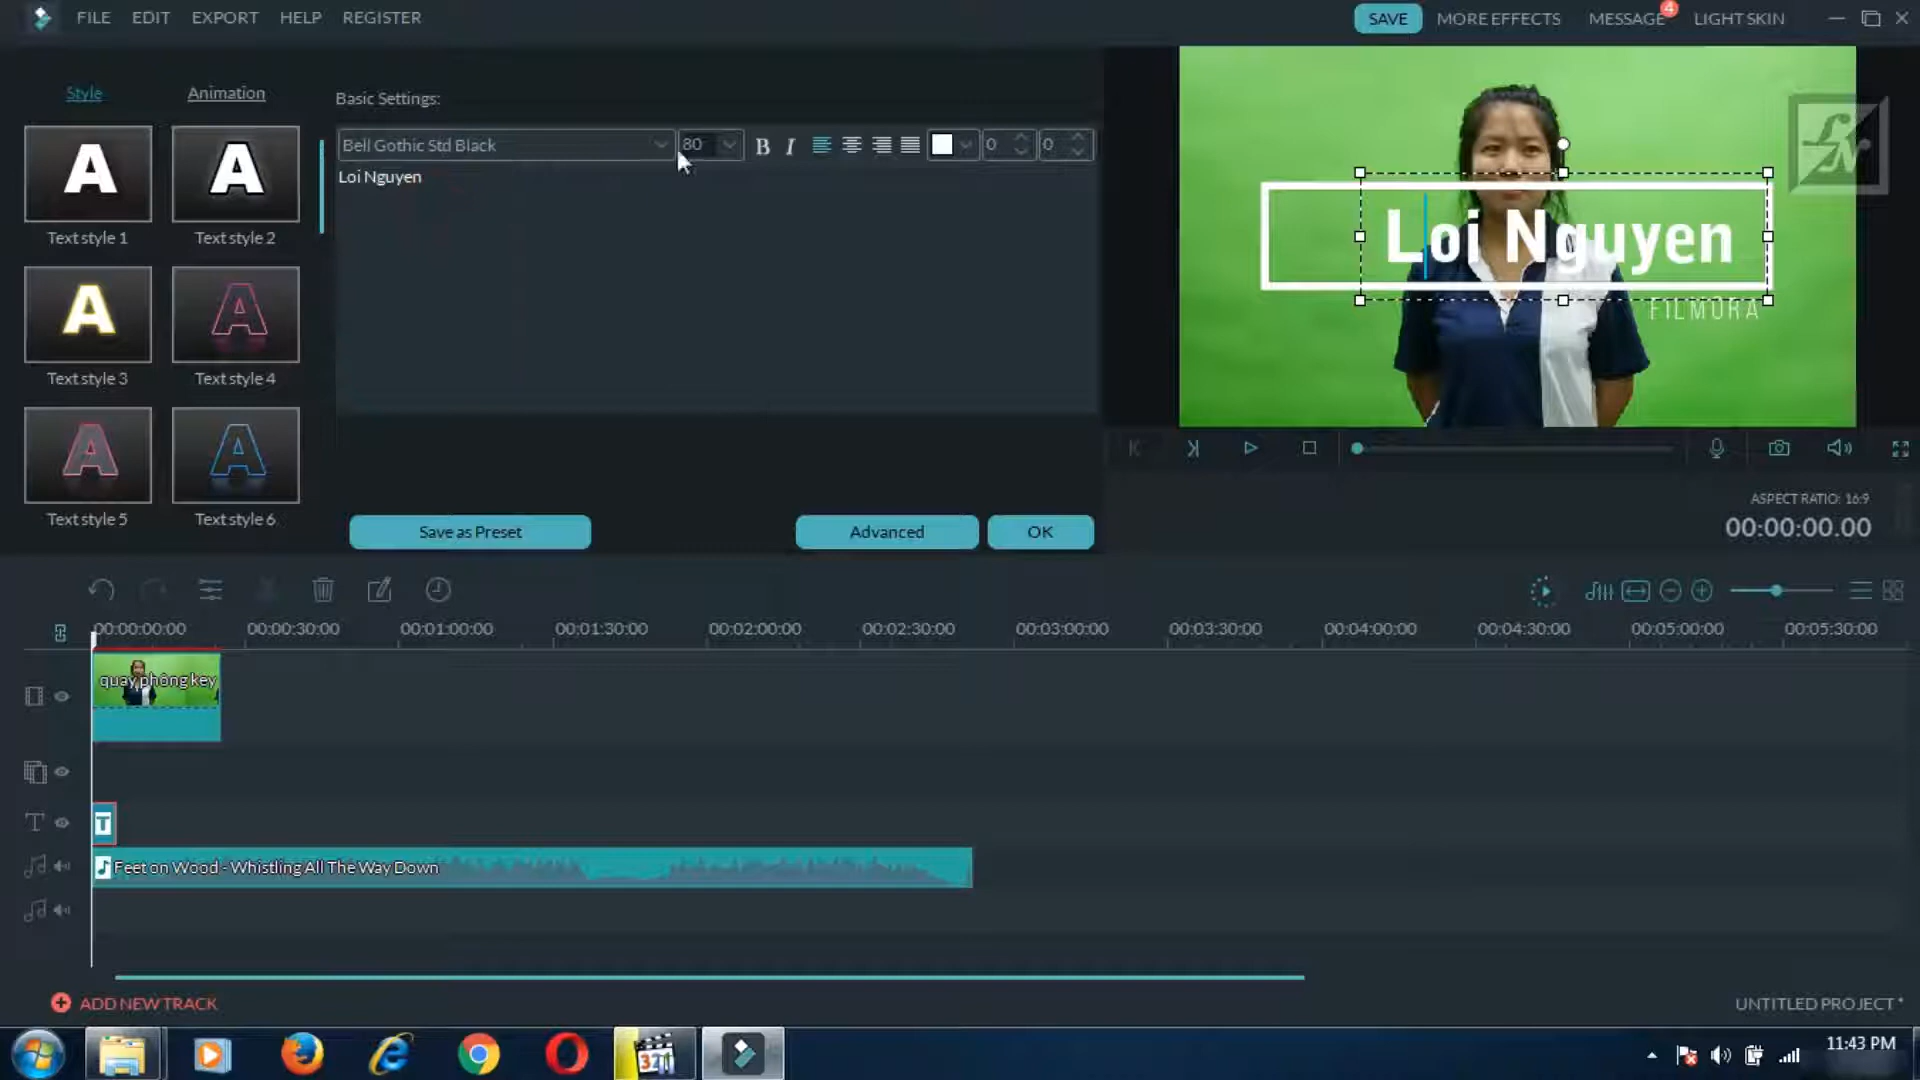 FILE EDIT EXPORT HELP REGISTER
SAVE MORE EFFECTS MESSAGE 4 LIGHT SKIN
Style Animation
Basic Settings:
Bell Gothic Std Black 80 B I 0 0
Loi Nguyen
A A
Text style 1 Text style 2
A A
Text style 3 Text style 4
A A
Text style 5 Text style 6
Save as Preset Advanced OK
Loi Nguyen
FILMORA
ASPECT RATIO: 16:9
00:00:00.00
00:00:00:00 00:00:30:00 00:01:00:00 00:01:30:00 00:02:00:00 00:02:30:00 00:03:00:00 00:03:30:00 00:04:00:00 00:04:30:00 00:05:00:00 00:05:30:00
quay phông key
T T
Feet on Wood - Whistling All The Way Down
ADD NEW TRACK
UNTITLED PROJECT *
321
11:43 PM